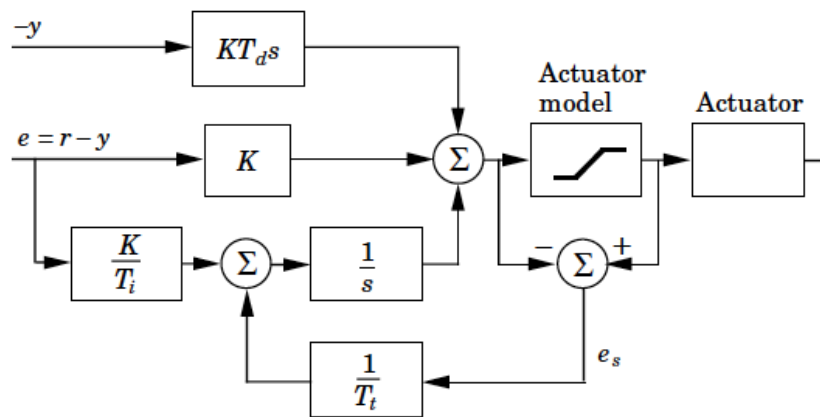 −y
KT_d s
Actuator
model
Actuator
e = r − y
K
Σ
K
T_i
Σ
1
s
− Σ +
1
T_t
e_s